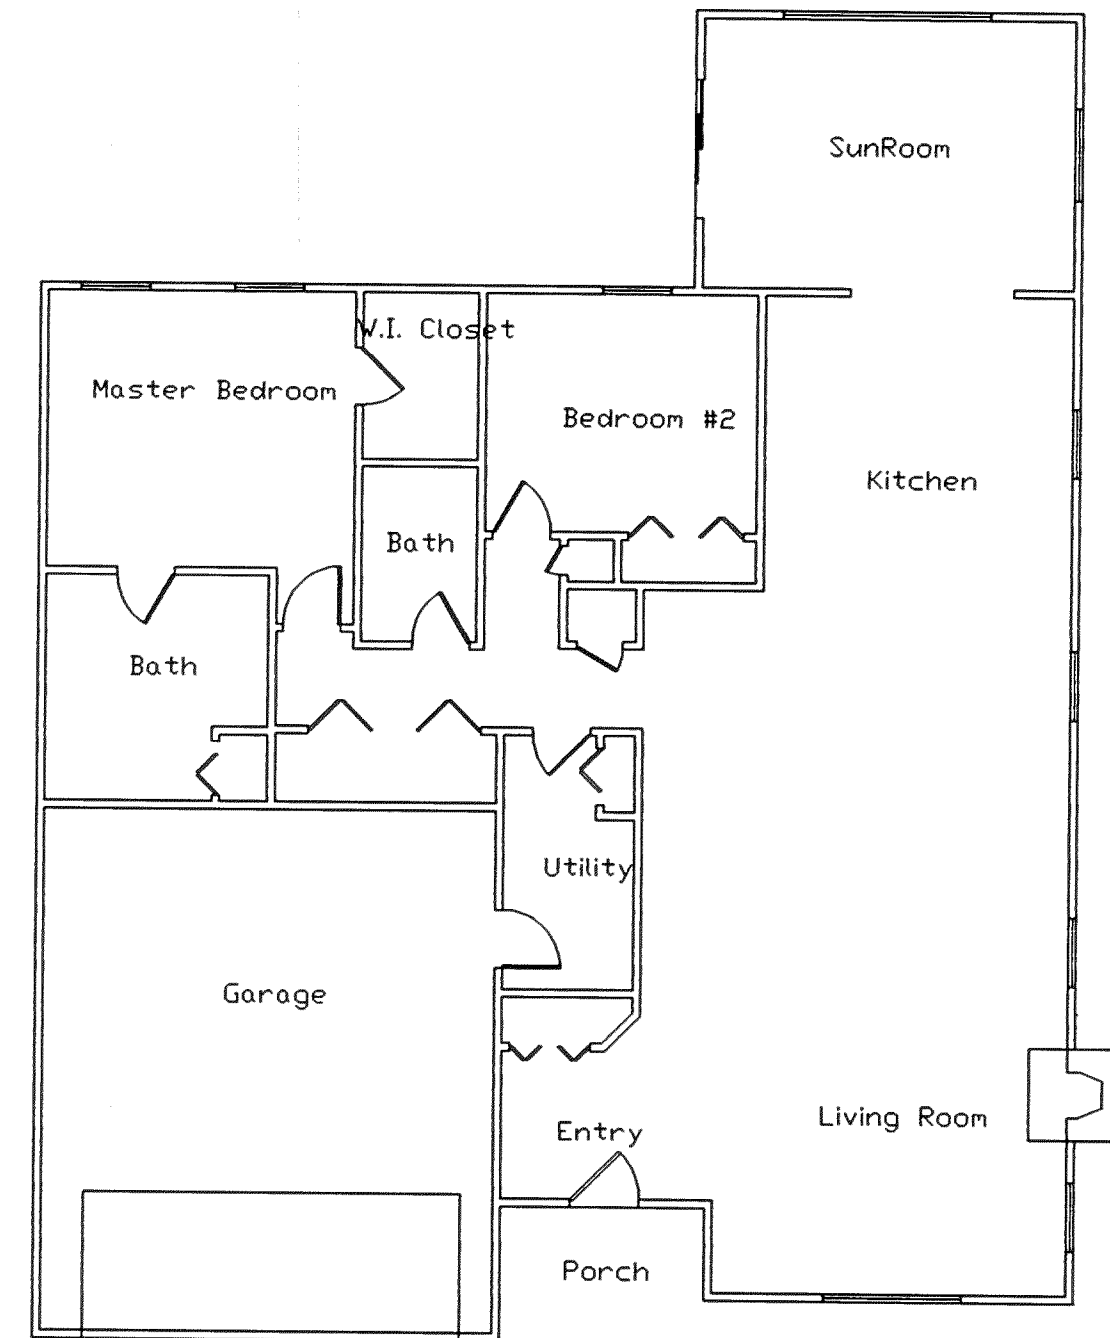 SunRoom
W.I. Closet
Master Bedroom
Bedroom #2
Kitchen
Bath
Bath
Utility
Garage
Living Room
Entry
Porch